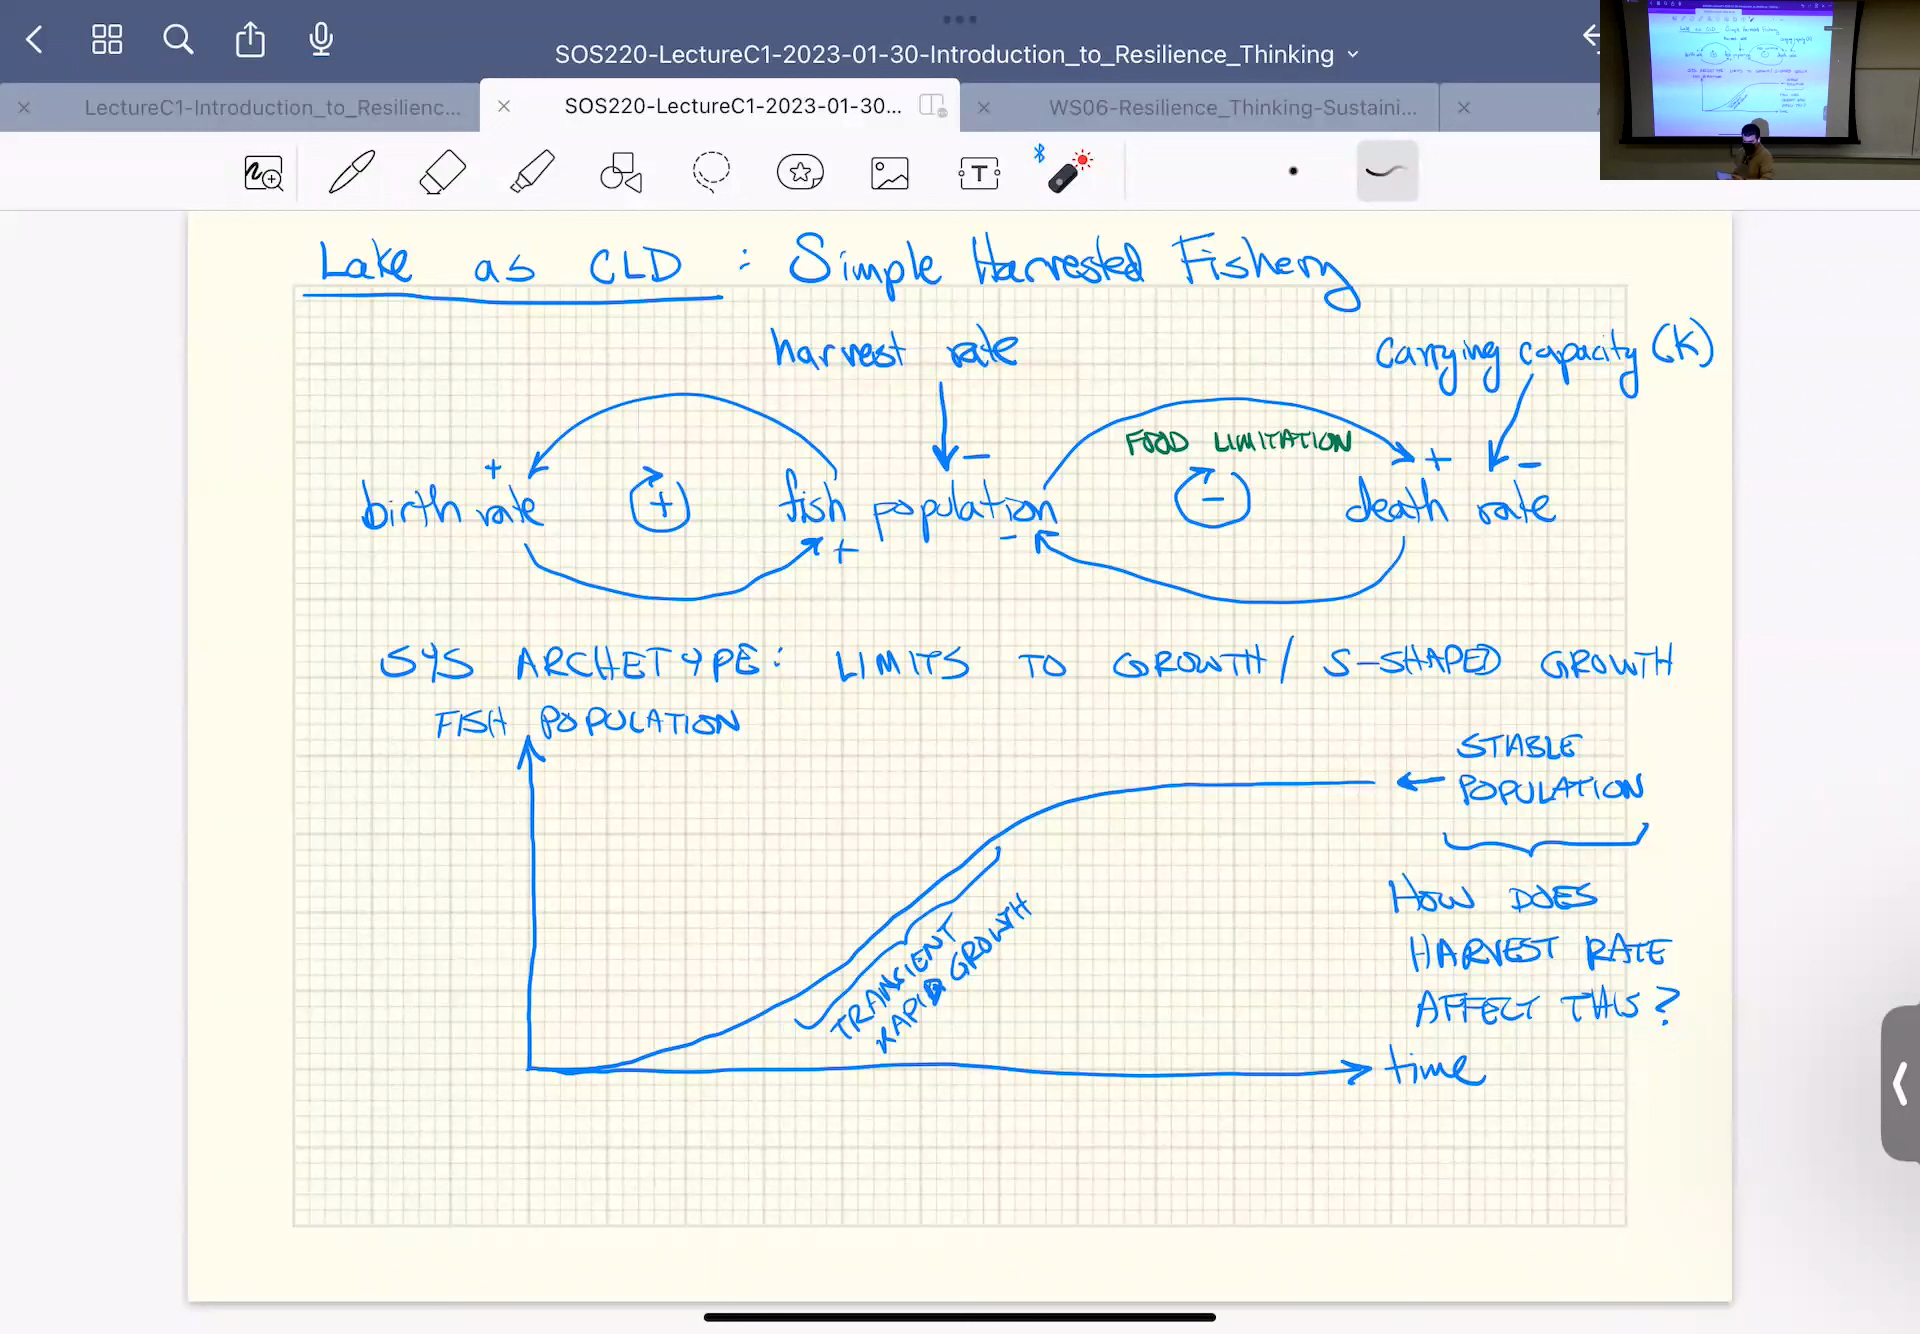 SOS220-LectureC1-2023-01-30-Introduction_to_Resilience_Thinking
LectureC1-Introduction_to_Resilienc...
SOS220-LectureC1-2023-01-30...
WS06-Resilience_Thinking-Sustaini...
Lake as CLD : Simple Harvested Fishery
harvest rate
carrying capacity (K)
FOOD LIMITATION
+ - + -
birth rate + fish population - death rate
+ -
SYS ARCHETYPE: LIMITS TO GROWTH/ S-SHAPED GROWTH
FISH POPULATION
STABLE
POPULATION
TRANSIENT
RAPID GROWTH
HOW DOES
HARVEST RATE
AFFECT THIS?
time